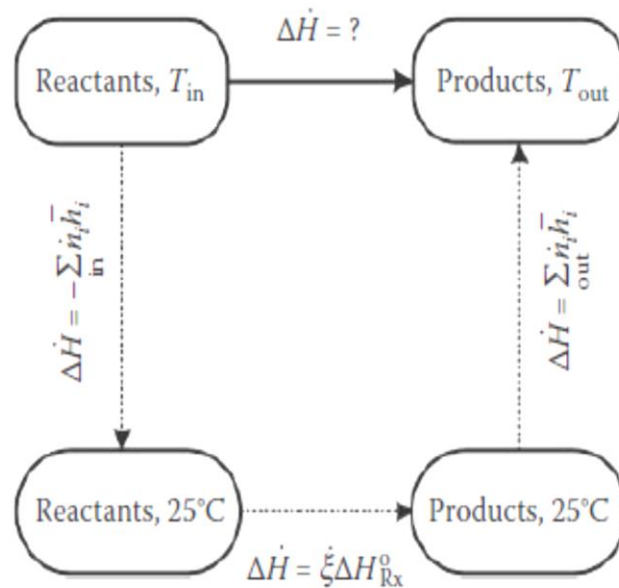 ΔḢ = ?
Reactants, T_in
Products, T_out
ΔḢ = −Σ_in ṅ_i h̅_i
ΔḢ = Σ_out ṅ_i h̅_i
Reactants, 25°C
Products, 25°C
ΔḢ = ξ̇ΔH°_Rx